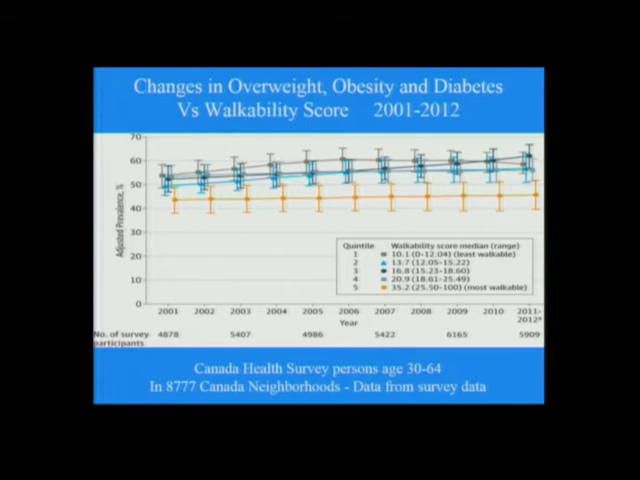 Changes in Overweight, Obesity and Diabetes
Vs Walkability Score 2001-2012
70
60
50
40
30
20
10
0
Adjusted Prevalence, %
Quintile Walkability score median (range)
1 10.1 (0-12.04) (least walkable)
2 13.7 (12.05-15.22)
3 16.8 (15.23-18.60)
4 20.9 (18.61-25.49)
5 35.2 (25.50-100) (most walkable)
2001 2002 2003 2004 2005 2006 2007 2008 2009 2010 2011-
2012*
Year
No. of survey 4878 5407 4986 5422 6165 5909
participants
Canada Health Survey persons age 30-64
In 8777 Canada Neighborhoods - Data from survey data